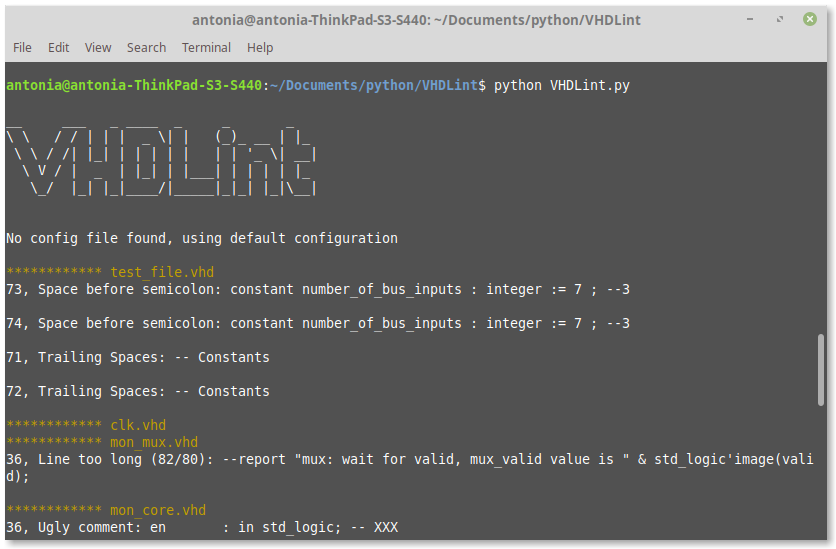 antonia@antonia-ThinkPad-S3-S440: ~/Documents/python/VHDLint
File Edit View Search Terminal Help
antonia@antonia-ThinkPad-S3-S440:~/Documents/python/VHDLint$ python VHDLint.py
VHDLint
No config file found, using default configuration
************ test_file.vhd
73, Space before semicolon: constant number_of_bus_inputs : integer := 7 ; --3
74, Space before semicolon: constant number_of_bus_inputs : integer := 7 ; --3
71, Trailing Spaces: -- Constants
72, Trailing Spaces: -- Constants
************ clk.vhd
************ mon_mux.vhd
36, Line too long (82/80): --report "mux: wait for valid, mux_valid value is " & std_logic'image(vali
d);
************ mon_core.vhd
36, Ugly comment: en       : in std_logic; -- XXX